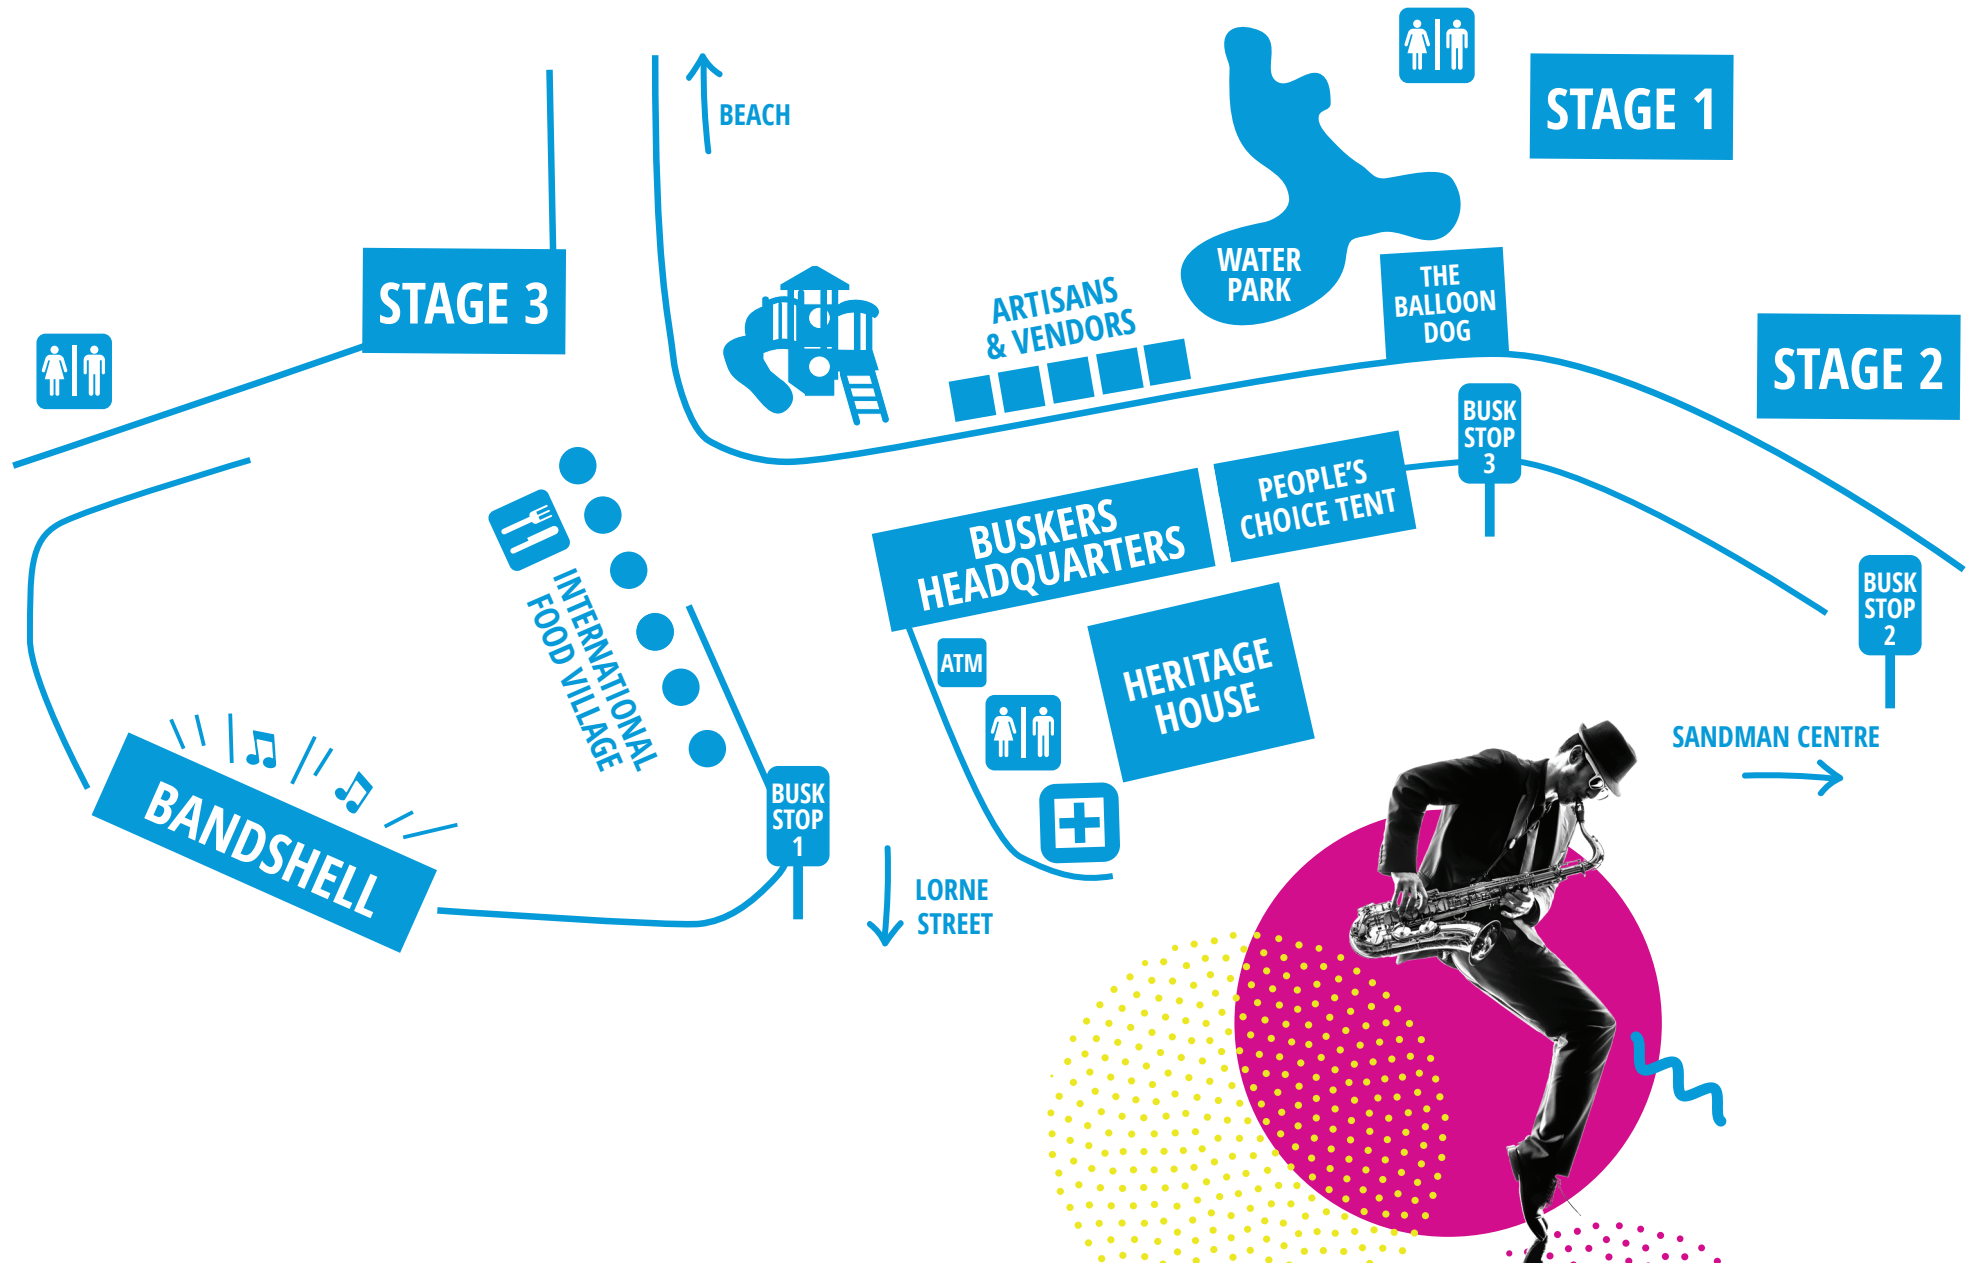 STAGE 1
BEACH
WATER
PARK
THE
BALLOON
DOG
STAGE 3
ARTISANS
& VENDORS
STAGE 2
BUSK
STOP
3
PEOPLE'S
CHOICE TENT
BUSKERS
HEADQUARTERS
INTERNATIONAL
FOOD VILLAGE
BUSK
STOP
2
ATM
HERITAGE
HOUSE
SANDMAN CENTRE
BANDSHELL
BUSK
STOP
1
LORNE
STREET